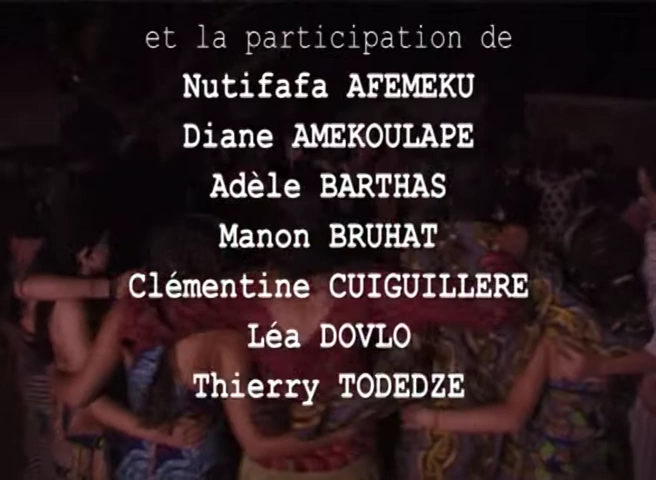 et la participation de
Nutifafa AFEMEKU
Diane AMEKOULAPE
Adèle BARTHAS
Manon BRUHAT
Clémentine CUIGUILLERE
Léa DOVLO
Thierry TODEDZE